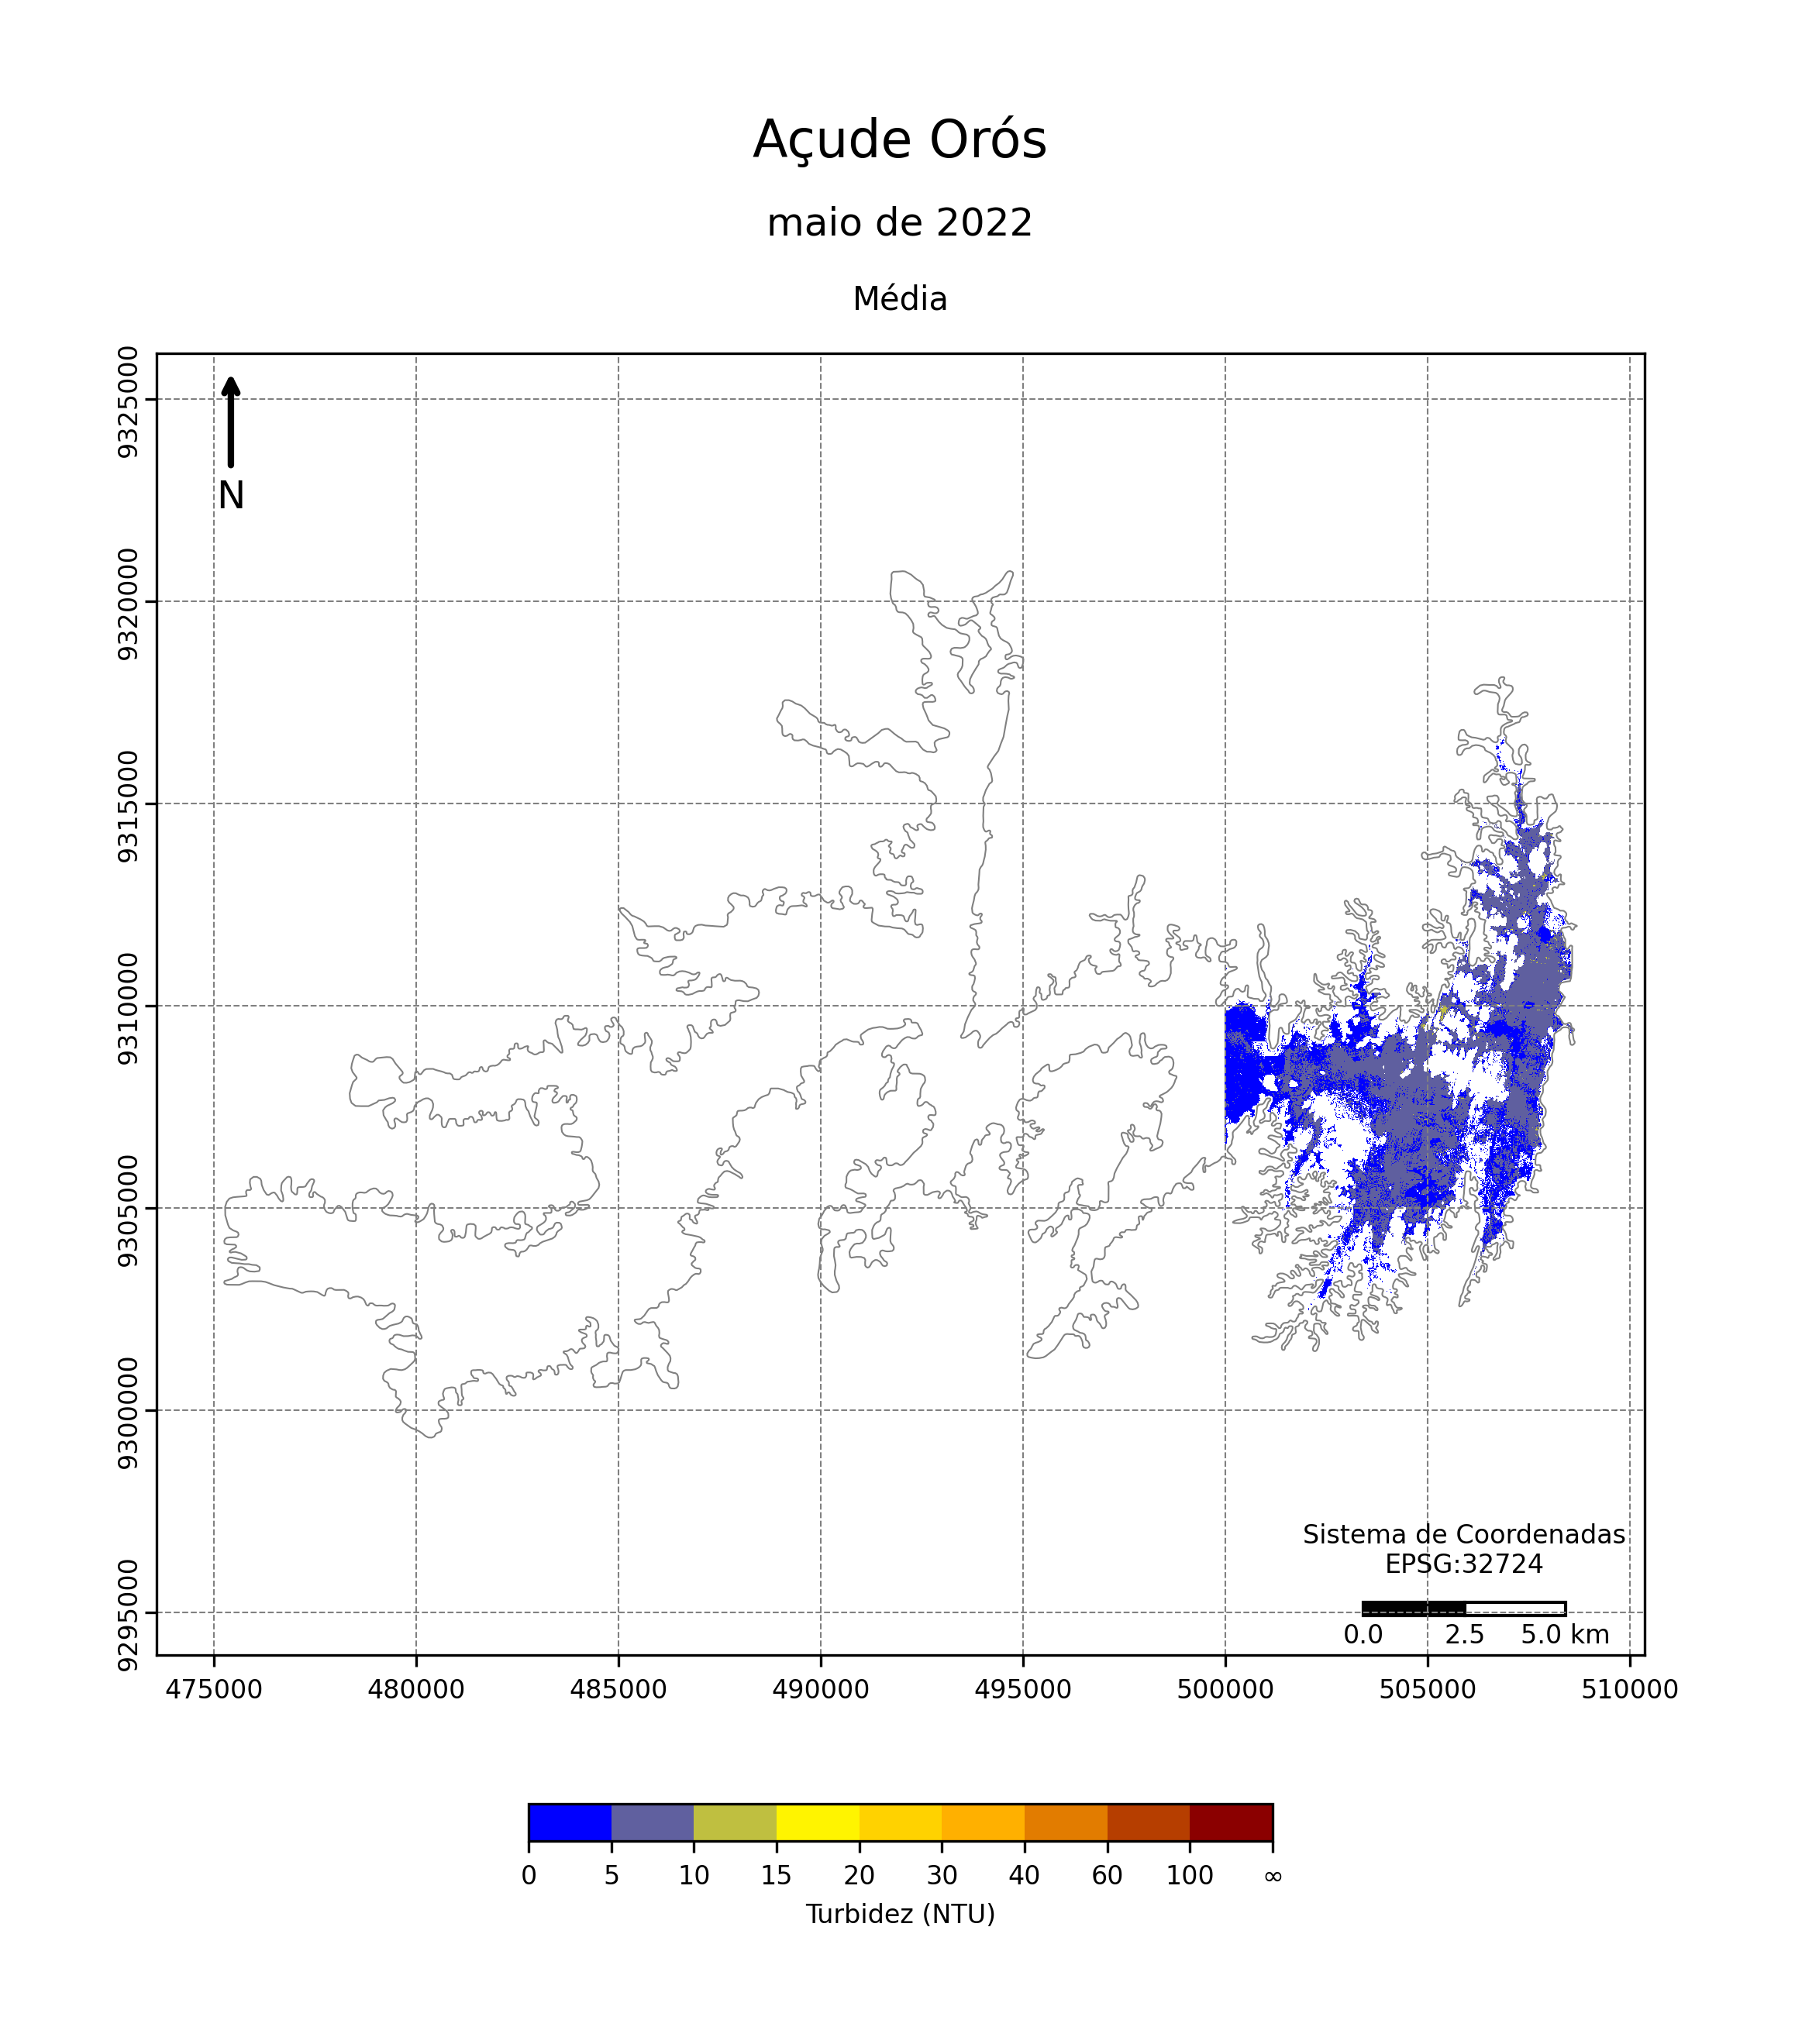 Açude Orós
maio de 2022
Média
9325000
9320000
9315000
9310000
9305000
9300000
9295000
N
Sistema de Coordenadas
EPSG:32724
0.0 2.5 5.0 km
475000 480000 485000 490000 495000 500000 505000 510000
0 5 10 15 20 30 40 60 100 ∞
Turbidez (NTU)